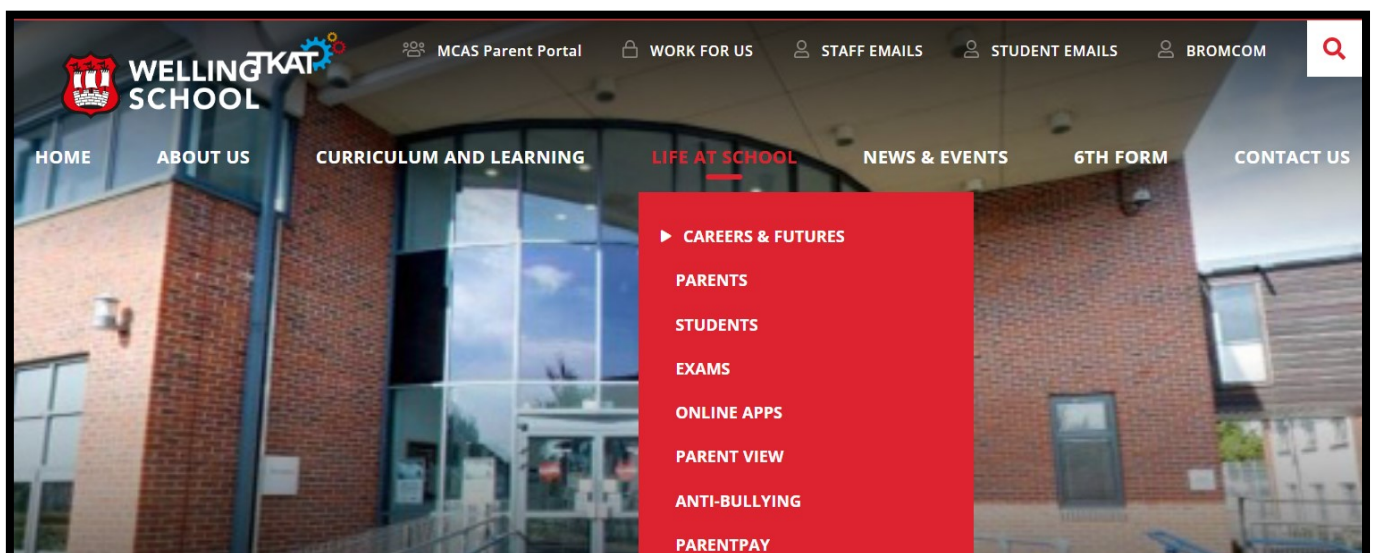 WELLING
SCHOOL
TKAT
MCAS Parent Portal
WORK FOR US
STAFF EMAILS
STUDENT EMAILS
BROMCOM
HOME
ABOUT US
CURRICULUM AND LEARNING
LIFE AT SCHOOL
NEWS & EVENTS
6TH FORM
CONTACT US
CAREERS & FUTURES
PARENTS
STUDENTS
EXAMS
ONLINE APPS
PARENT VIEW
ANTI-BULLYING
PARENTPAY